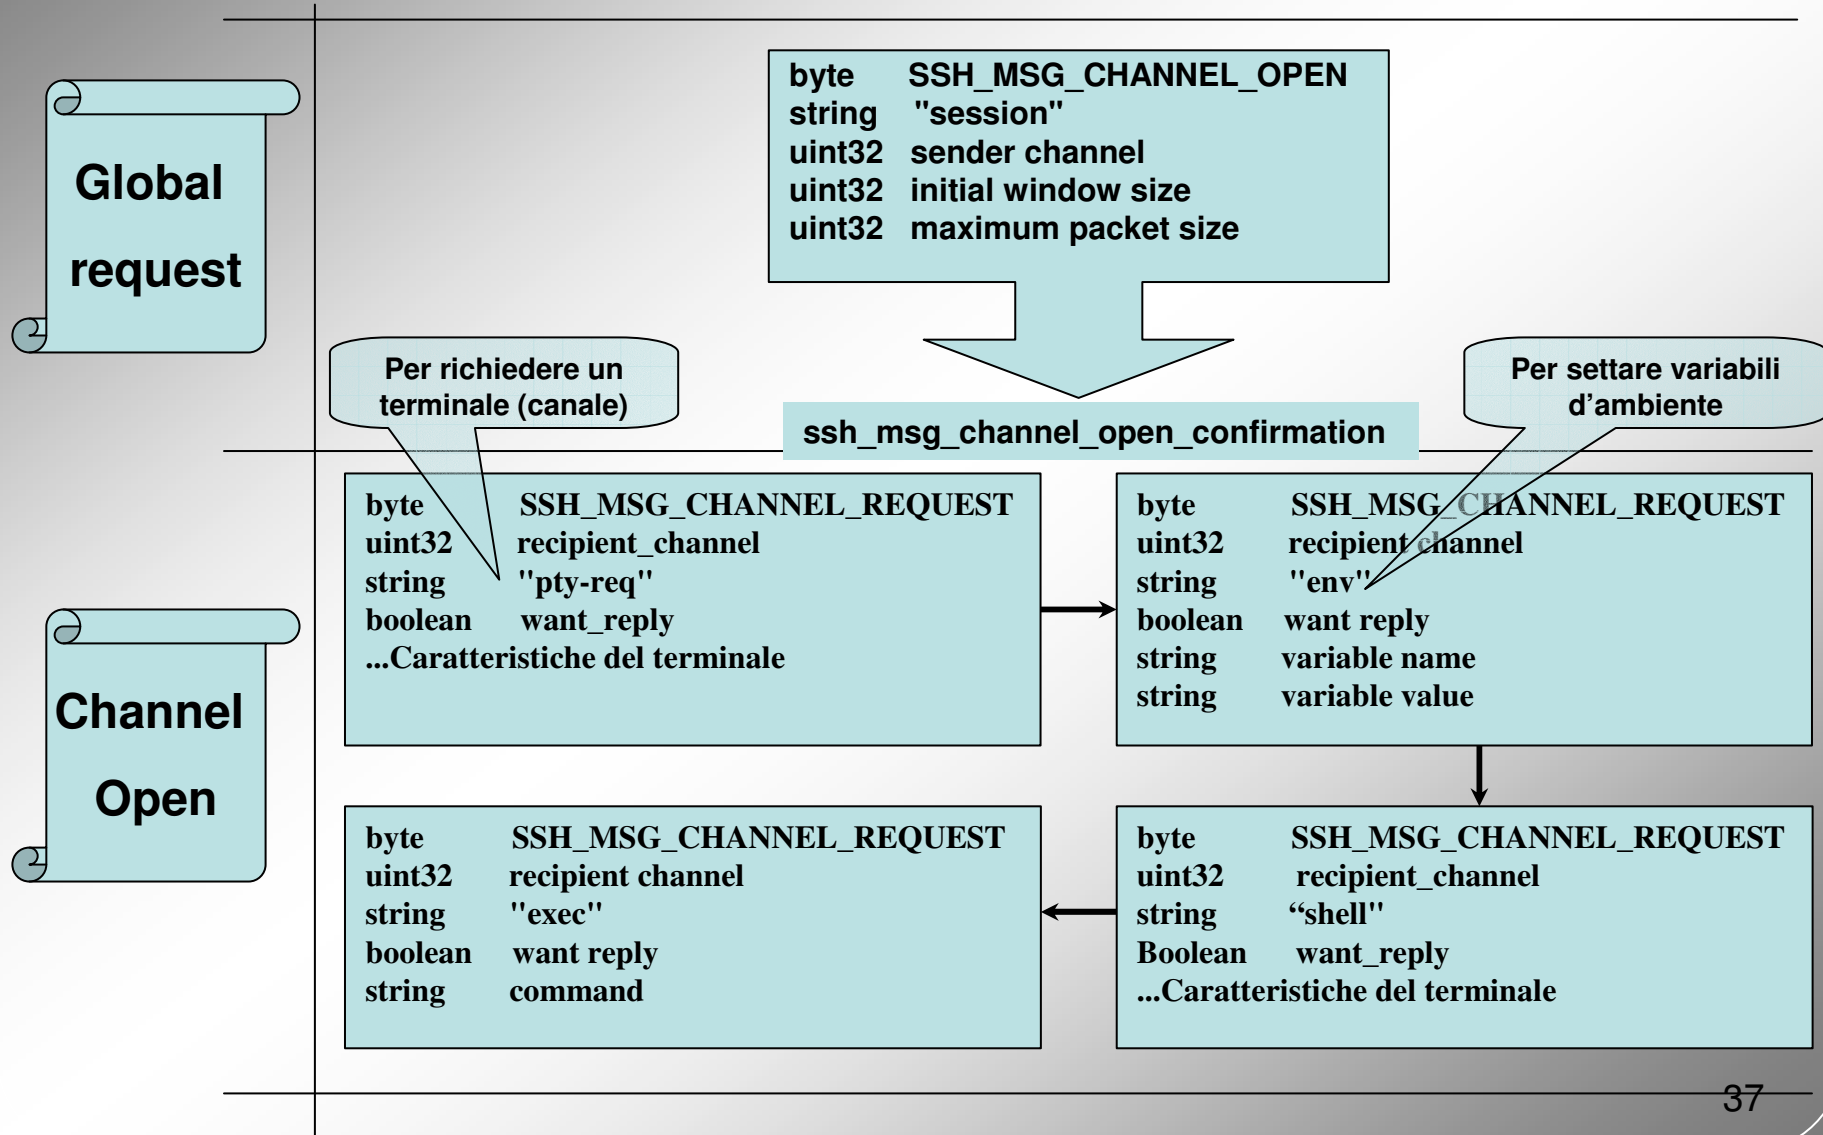 Global
request
byte SSH_MSG_CHANNEL_OPEN
string "session"
uint32 sender channel
uint32 initial window size
uint32 maximum packet size
Per richiedere un
terminale (canale)
Per settare variabili
d’ambiente
ssh_msg_channel_open_confirmation
Channel
Open
byte SSH_MSG_CHANNEL_REQUEST
uint32 recipient_channel
string "pty-req"
boolean want_reply
...Caratteristiche del terminale
byte SSH_MSG_CHANNEL_REQUEST
uint32 recipient channel
string "env"
boolean want reply
string variable name
string variable value
byte SSH_MSG_CHANNEL_REQUEST
uint32 recipient channel
string "exec"
boolean want reply
string command
byte SSH_MSG_CHANNEL_REQUEST
uint32 recipient_channel
string “shell"
Boolean want_reply
...Caratteristiche del terminale
37